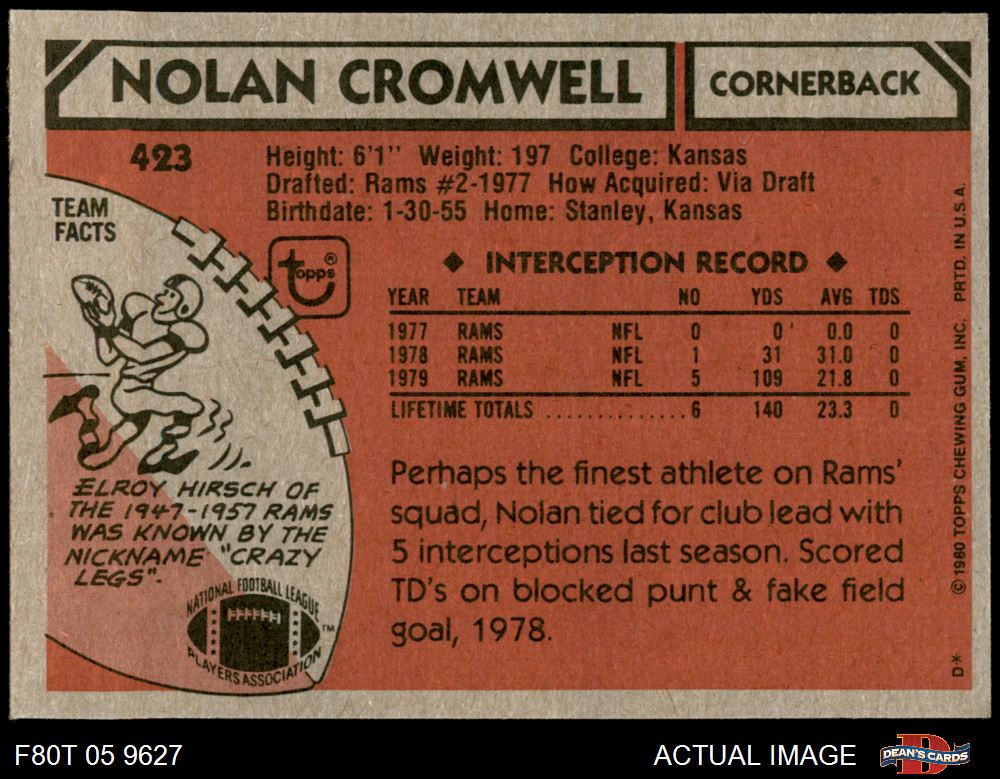 NOLAN CROMWELL
CORNERBACK
423
Height: 6'1" Weight: 197 College: Kansas
Drafted: Rams #2-1977 How Acquired: Via Draft
Birthdate: 1-30-55 Home: Stanley, Kansas
TEAM
FACTS
topps®
◆ INTERCEPTION RECORD ◆
YEAR TEAM NO YDS AVG TDS
1977 RAMS NFL 0 0 0.0 0
1978 RAMS NFL 1 31 31.0 0
1979 RAMS NFL 5 109 21.8 0
LIFETIME TOTALS .............. 6 140 23.3 0
Perhaps the finest athlete on Rams'
squad, Nolan tied for club lead with
5 interceptions last season. Scored
TD's on blocked punt & fake field
goal, 1978.
ELROY HIRSCH OF
THE 1947-1957 RAMS
WAS KNOWN BY THE
NICKNAME "CRAZY
LEGS".
NATIONAL FOOTBALL LEAGUE
PLAYERS ASSOCIATION
TM
D* © 1980 TOPPS CHEWING GUM, INC. PRTD. IN U.S.A.
F80T 05 9627
ACTUAL IMAGE
DEAN'S CARDS